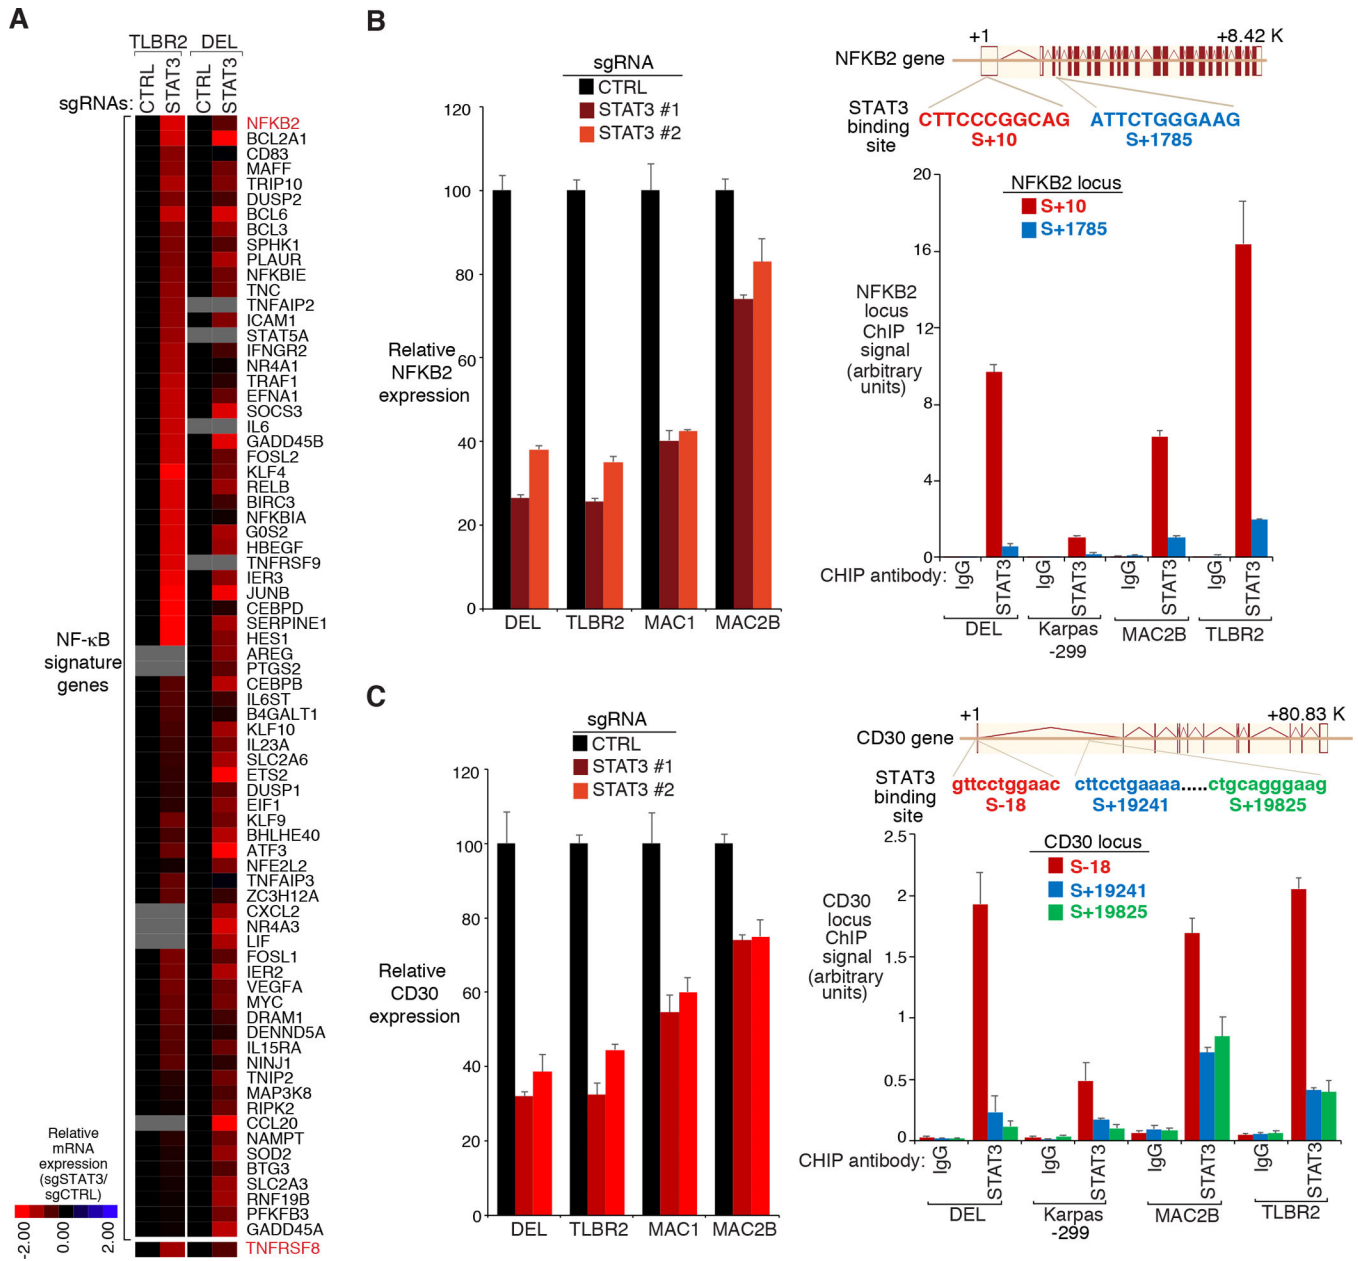 A
TLBR2 DEL
sgRNAs: CTRL STAT3 CTRL STAT3
NFKB2
BCL2A1
CD83
MAFF
TRIP10
DUSP2
BCL6
BCL3
SPHK1
PLAUR
NFKBIE
TNC
TNFAIP2
ICAM1
STAT5A
IFNGR2
NR4A1
TRAF1
EFNA1
SOCS3
IL6
GADD45B
FOSL2
KLF4
RELB
BIRC3
NFKBIA
G0S2
HBEGF
TNFRSF9
IER3
JUNB
CEBPD
SERPINE1
HES1
AREG
PTGS2
CEBPB
IL6ST
B4GALT1
KLF10
IL23A
SLC2A6
ETS2
DUSP1
EIF1
KLF9
BHLHE40
ATF3
NFE2L2
TNFAIP3
ZC3H12A
CXCL2
NR4A3
LIF
FOSL1
IER2
VEGFA
MYC
DRAM1
DENND5A
IL15RA
NINJ1
TNIP2
MAP3K8
RIPK2
CCL20
NAMPT
SOD2
BTG3
SLC2A3
RNF19B
PFKFB3
GADD45A
TNFRSF8
NF-κB
signature
genes
Relative
mRNA
expression
(sgSTAT3/
sgCTRL)
-2.00 0.00 2.00
B
sgRNA
CTRL
STAT3 #1
STAT3 #2
120
100
80
60
40
20
0
Relative
NFKB2
expression
DEL TLBR2 MAC1 MAC2B
+1 +8.42 K
NFKB2 gene
STAT3
binding
site
CTTCCCGGCAG ATTCTGGGAAG
S+10 S+1785
NFKB2 locus
S+10
S+1785
20
16
12
8
4
0
NFKB2
locus
ChIP
signal
(arbitrary
units)
CHIP antibody: IgG STAT3 IgG STAT3 IgG STAT3 IgG STAT3
DEL Karpas
-299 MAC2B TLBR2
C
sgRNA
CTRL
STAT3 #1
STAT3 #2
120
100
80
60
40
20
0
Relative
CD30
expression
DEL TLBR2 MAC1 MAC2B
+1 +80.83 K
CD30 gene
STAT3
binding
site
gttcctggaac cttcctgaaaa.....ctgcagggaag
S-18 S+19241 S+19825
CD30 locus
S-18
S+19241
S+19825
2.5
2
1.5
1
0.5
0
CD30
locus
ChIP
signal
(arbitrary
units)
CHIP antibody: IgG STAT3 IgG STAT3 IgG STAT3 IgG STAT3
DEL Karpas
-299 MAC2B TLBR2